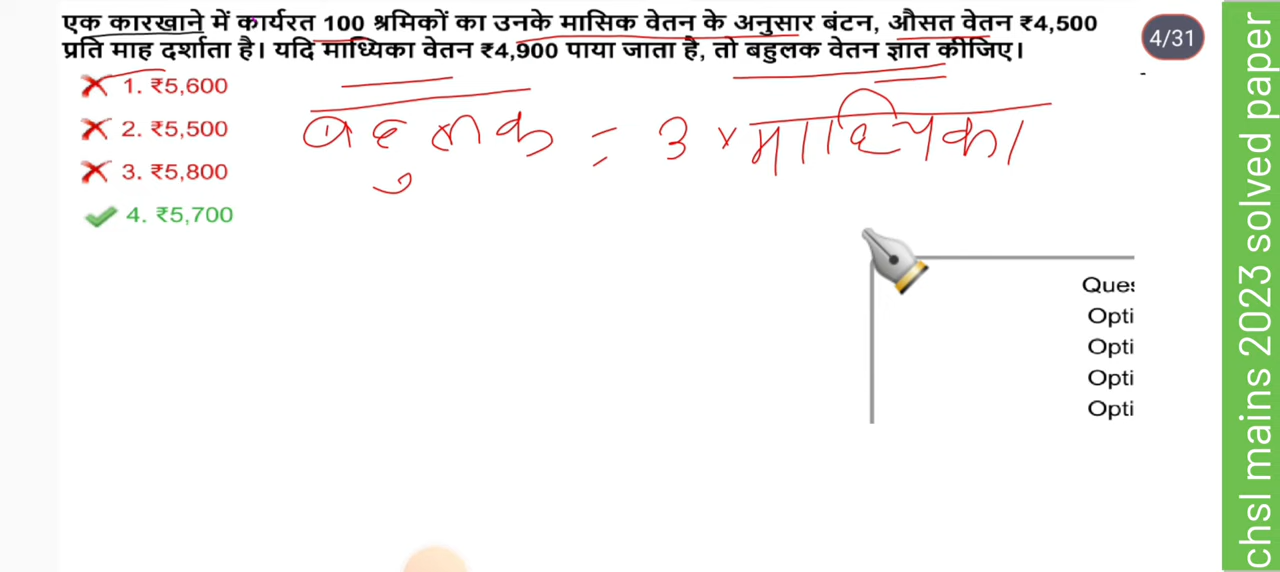 एक कारखाने में कार्यरत 100 श्रमिकों का उनके मासिक वेतन के अनुसार बंटन, औसत वेतन ₹4,500
प्रति माह दर्शाता है। यदि माध्यिका वेतन ₹4,900 पाया जाता है, तो बहुलक वेतन ज्ञात कीजिए।
4/31
1. ₹5,600
2. ₹5,500
3. ₹5,800
4. ₹5,700
बहुलक = 3 × माध्यिका
Ques
Opti
Opti
Opti
Opti
chsl mains 2023 solved paper